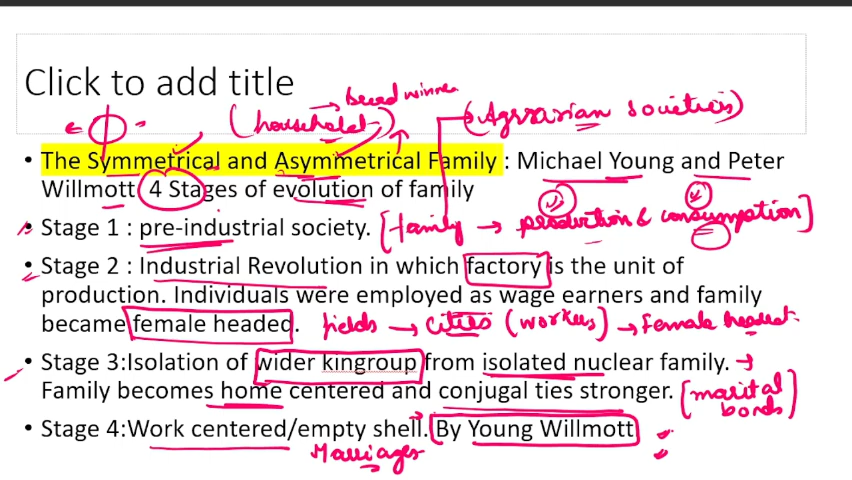 Click to add title
→ bread winner
(household)
(Agrarian societies)
• The Symmetrical and Asymmetrical Family : Michael Young and Peter
Willmott 4 Stages of evolution of family
• Stage 1 : pre-industrial society. [family → production & consumption]
• Stage 2 : Industrial Revolution in which factory is the unit of
production. Individuals were employed as wage earners and family
became female headed. fields → cities (workers) → Female headed.
• Stage 3:Isolation of wider kingroup from isolated nuclear family. →
Family becomes home centered and conjugal ties stronger. [marital bonds]
• Stage 4:Work centered/empty shell. By Young Willmott
Marriages